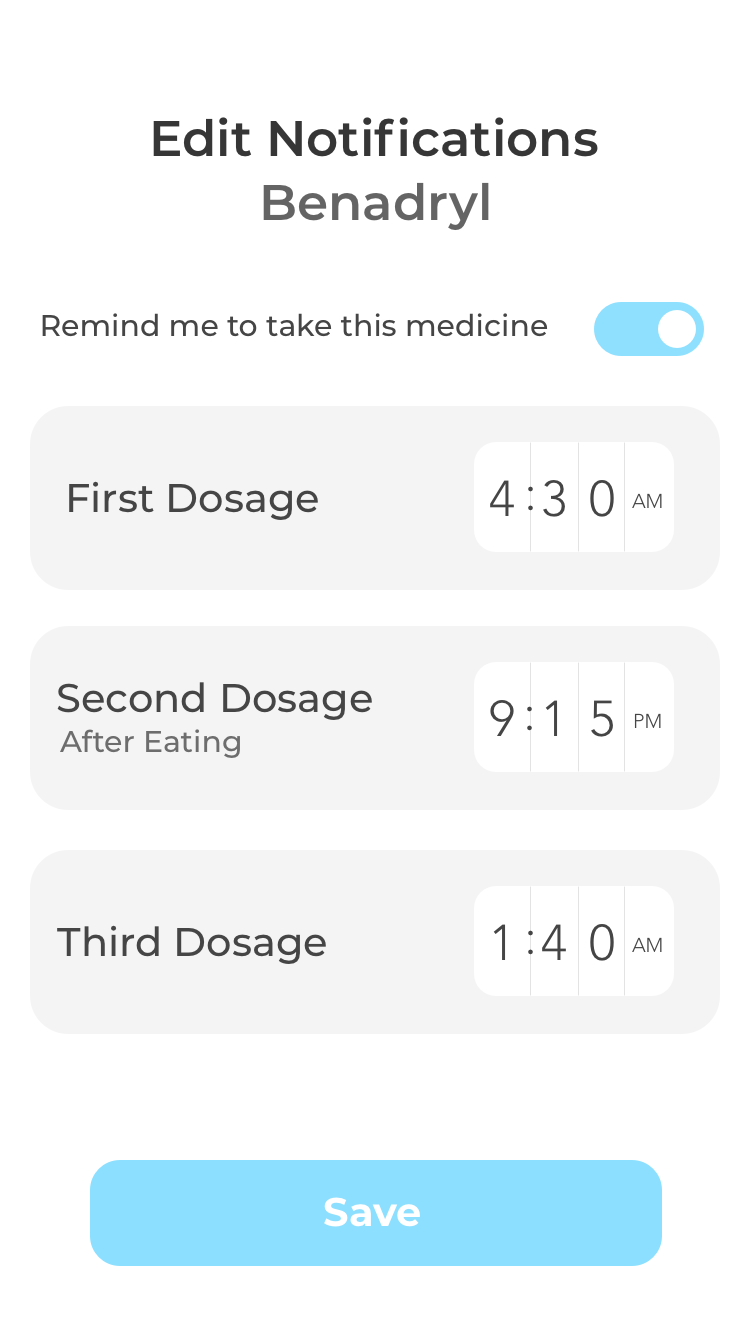 Edit Notifications
Benadryl
Remind me to take this medicine
First Dosage
4:30 AM
Second Dosage
After Eating
9:15 PM
Third Dosage
1:40 AM
Save